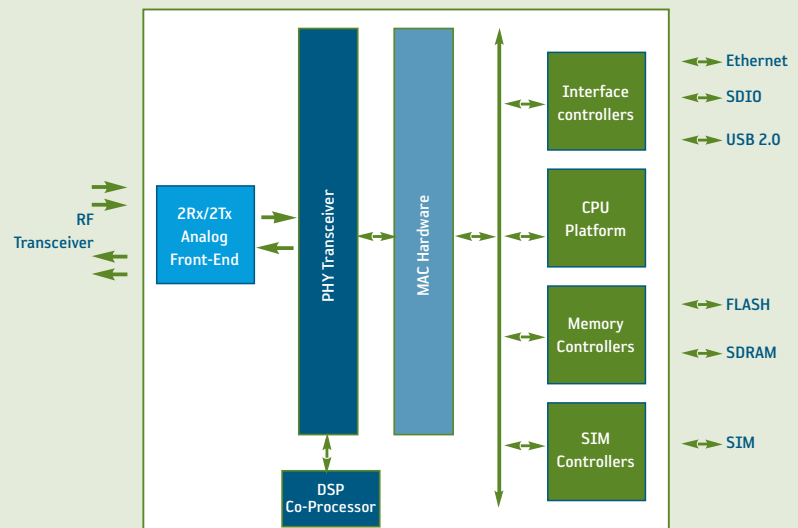 RF
Transceiver
2Rx/2Tx
Analog
Front-End
PHY Transceiver
DSP
Co-Processor
MAC Hardware
Interface
controllers
CPU
Platform
Memory
Controllers
SIM
Controllers
Ethernet
SDIO
USB 2.0
FLASH
SDRAM
SIM